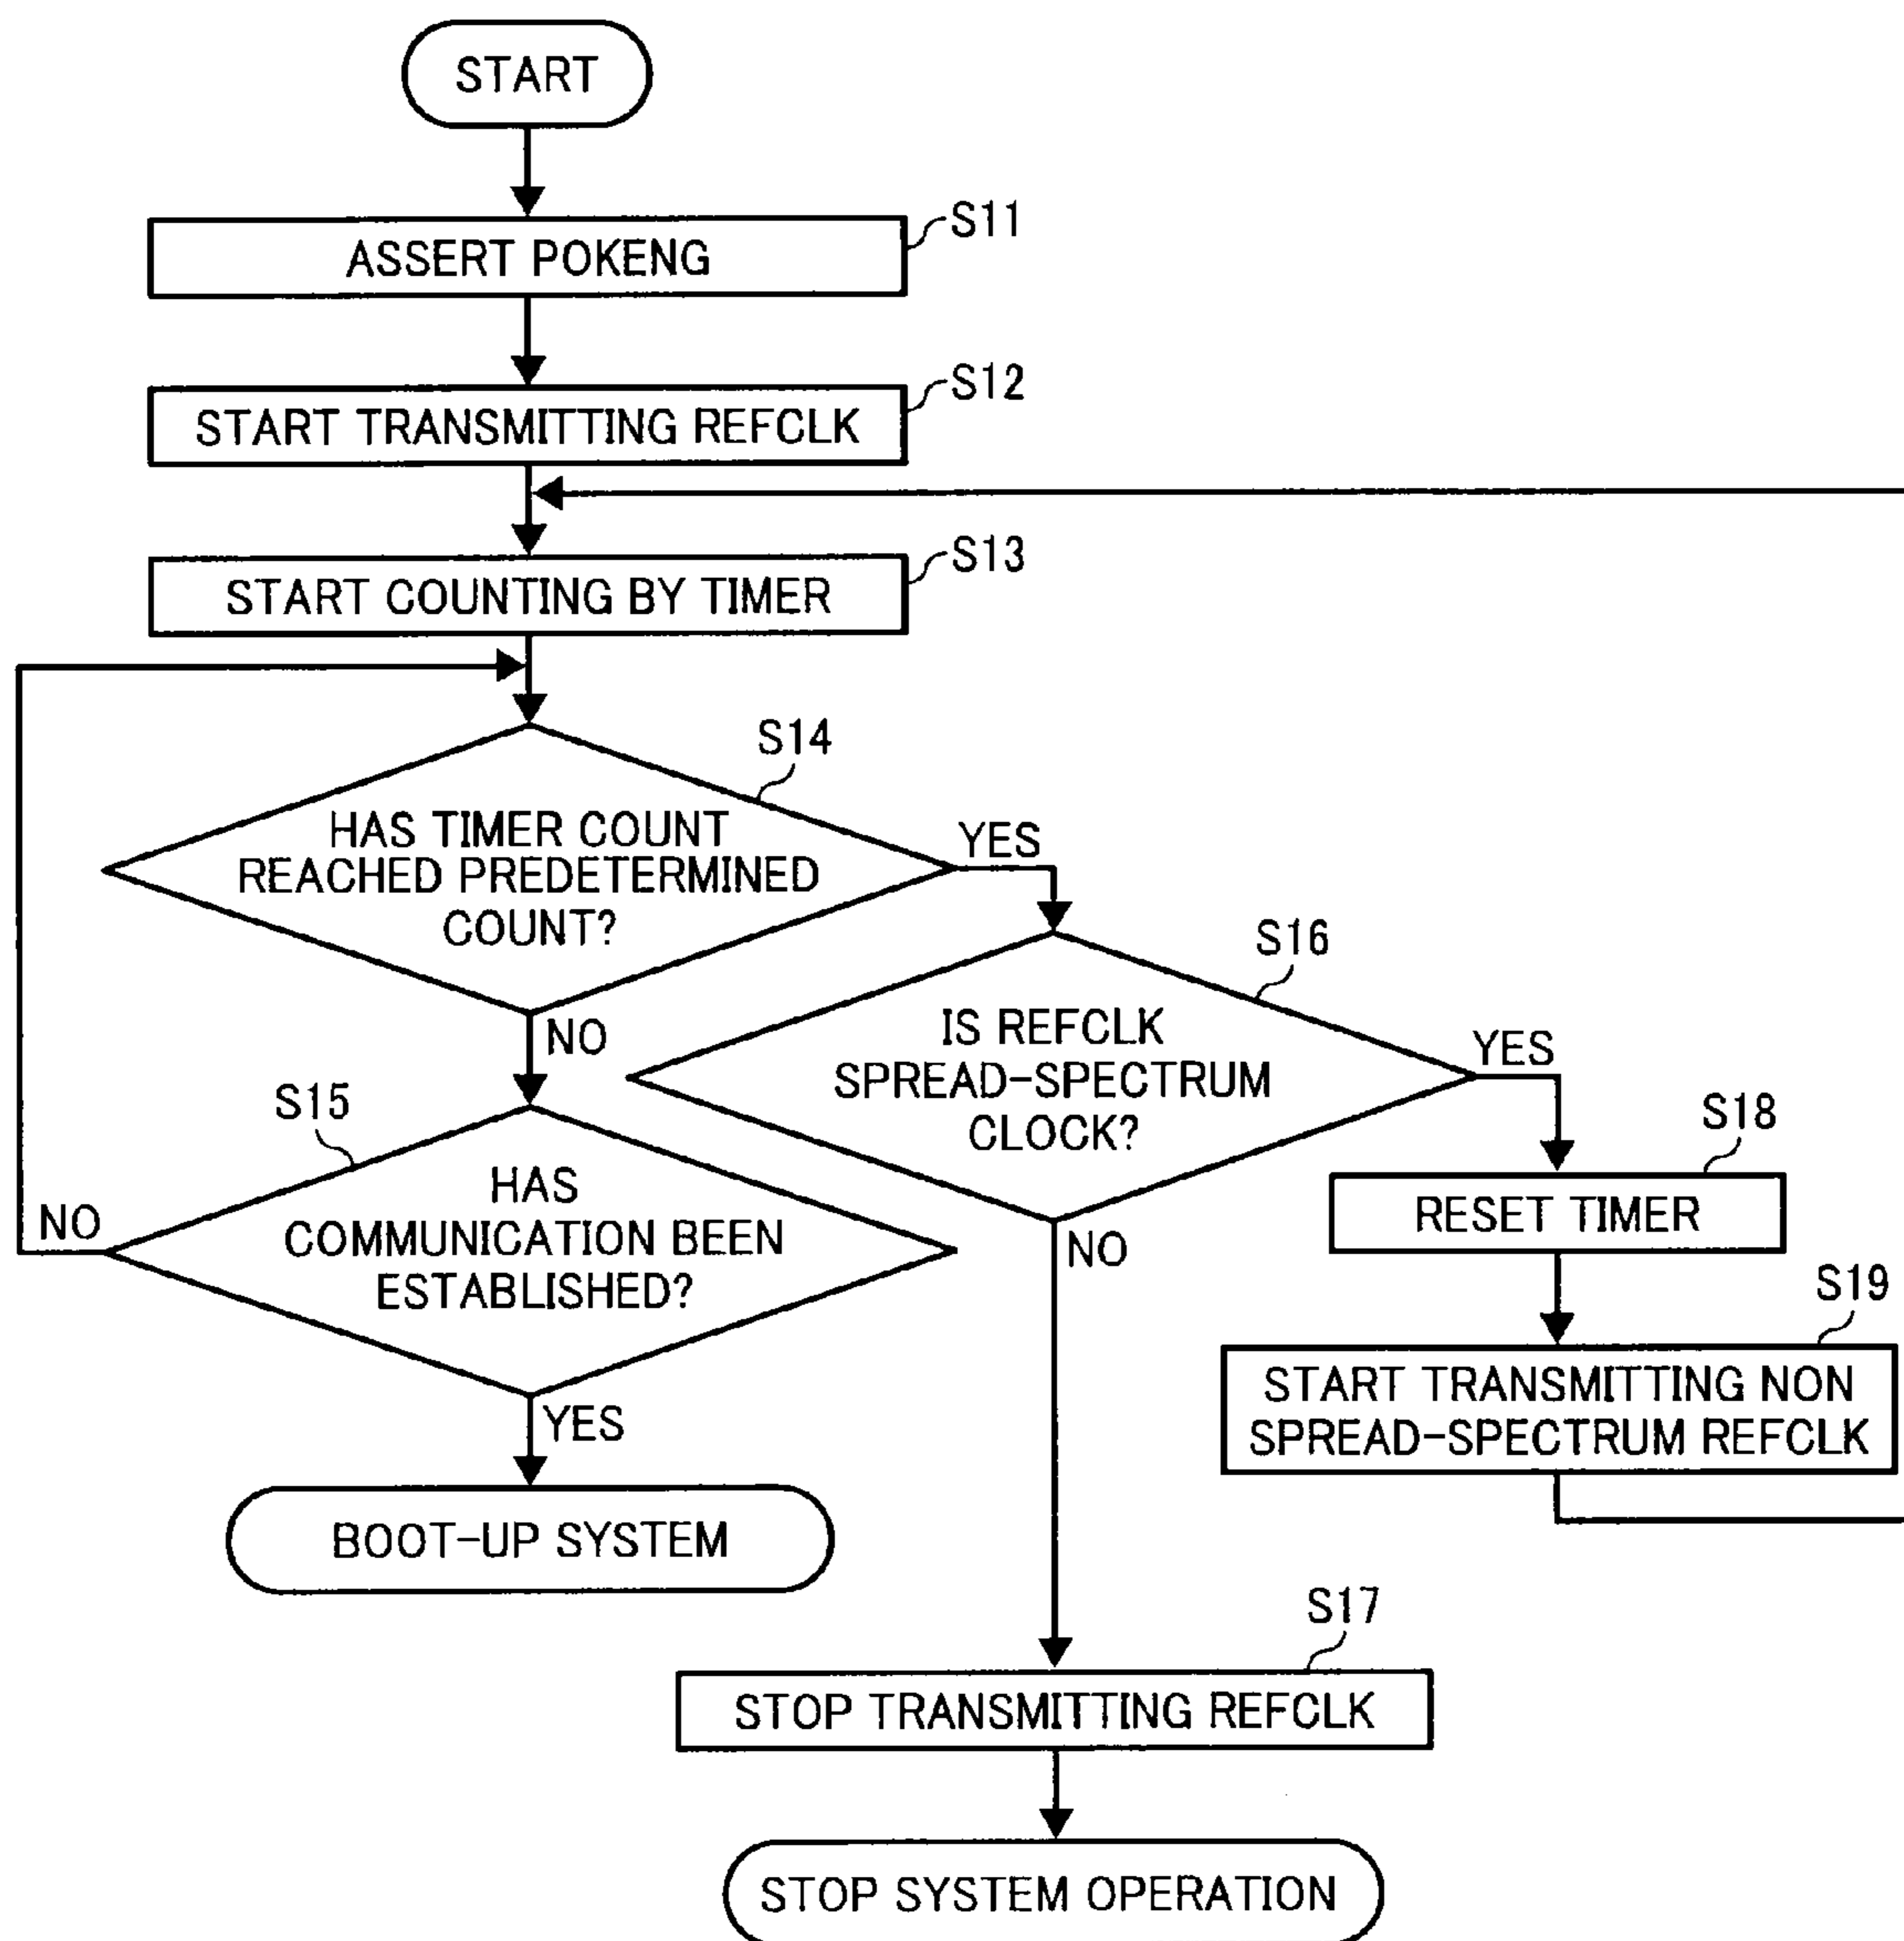 START
S11
ASSERT POKENG
S12
START TRANSMITTING REFCLK
S13
START COUNTING BY TIMER
S14
HAS TIMER COUNT
REACHED PREDETERMINED
COUNT?
YES
NO
S15
HAS
COMMUNICATION BEEN
ESTABLISHED?
NO
YES
BOOT-UP SYSTEM
S16
IS REFCLK
SPREAD-SPECTRUM
CLOCK?
YES
NO
S18
RESET TIMER
S19
START TRANSMITTING NON
SPREAD-SPECTRUM REFCLK
S17
STOP TRANSMITTING REFCLK
STOP SYSTEM OPERATION